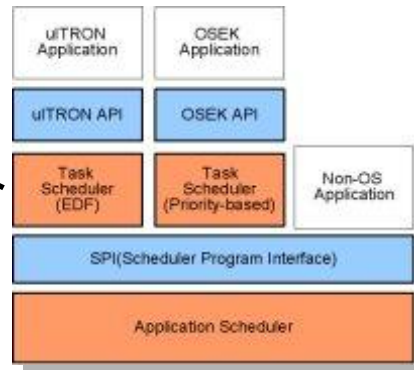 uITRON
Application
OSEK
Application
uITRON API
OSEK API
Task
Scheduler
(EDF)
Task
Scheduler
(Priority-based)
Non-OS
Application
SPI(Scheduler Program Interface)
Application Scheduler